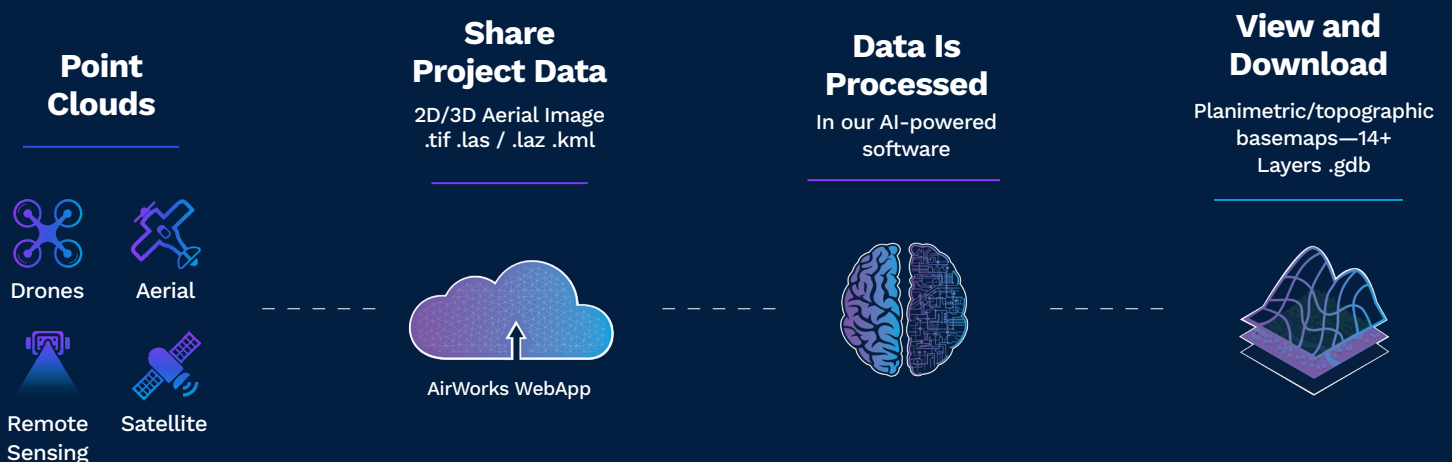 Point
Clouds
Drones
Aerial
Remote
Sensing
Satellite
Share
Project Data
2D/3D Aerial Image
.tif .las / .laz .kml
AirWorks WebApp
Data Is
Processed
In our AI-powered
software
View and
Download
Planimetric/topographic
basemaps—14+
Layers .gdb